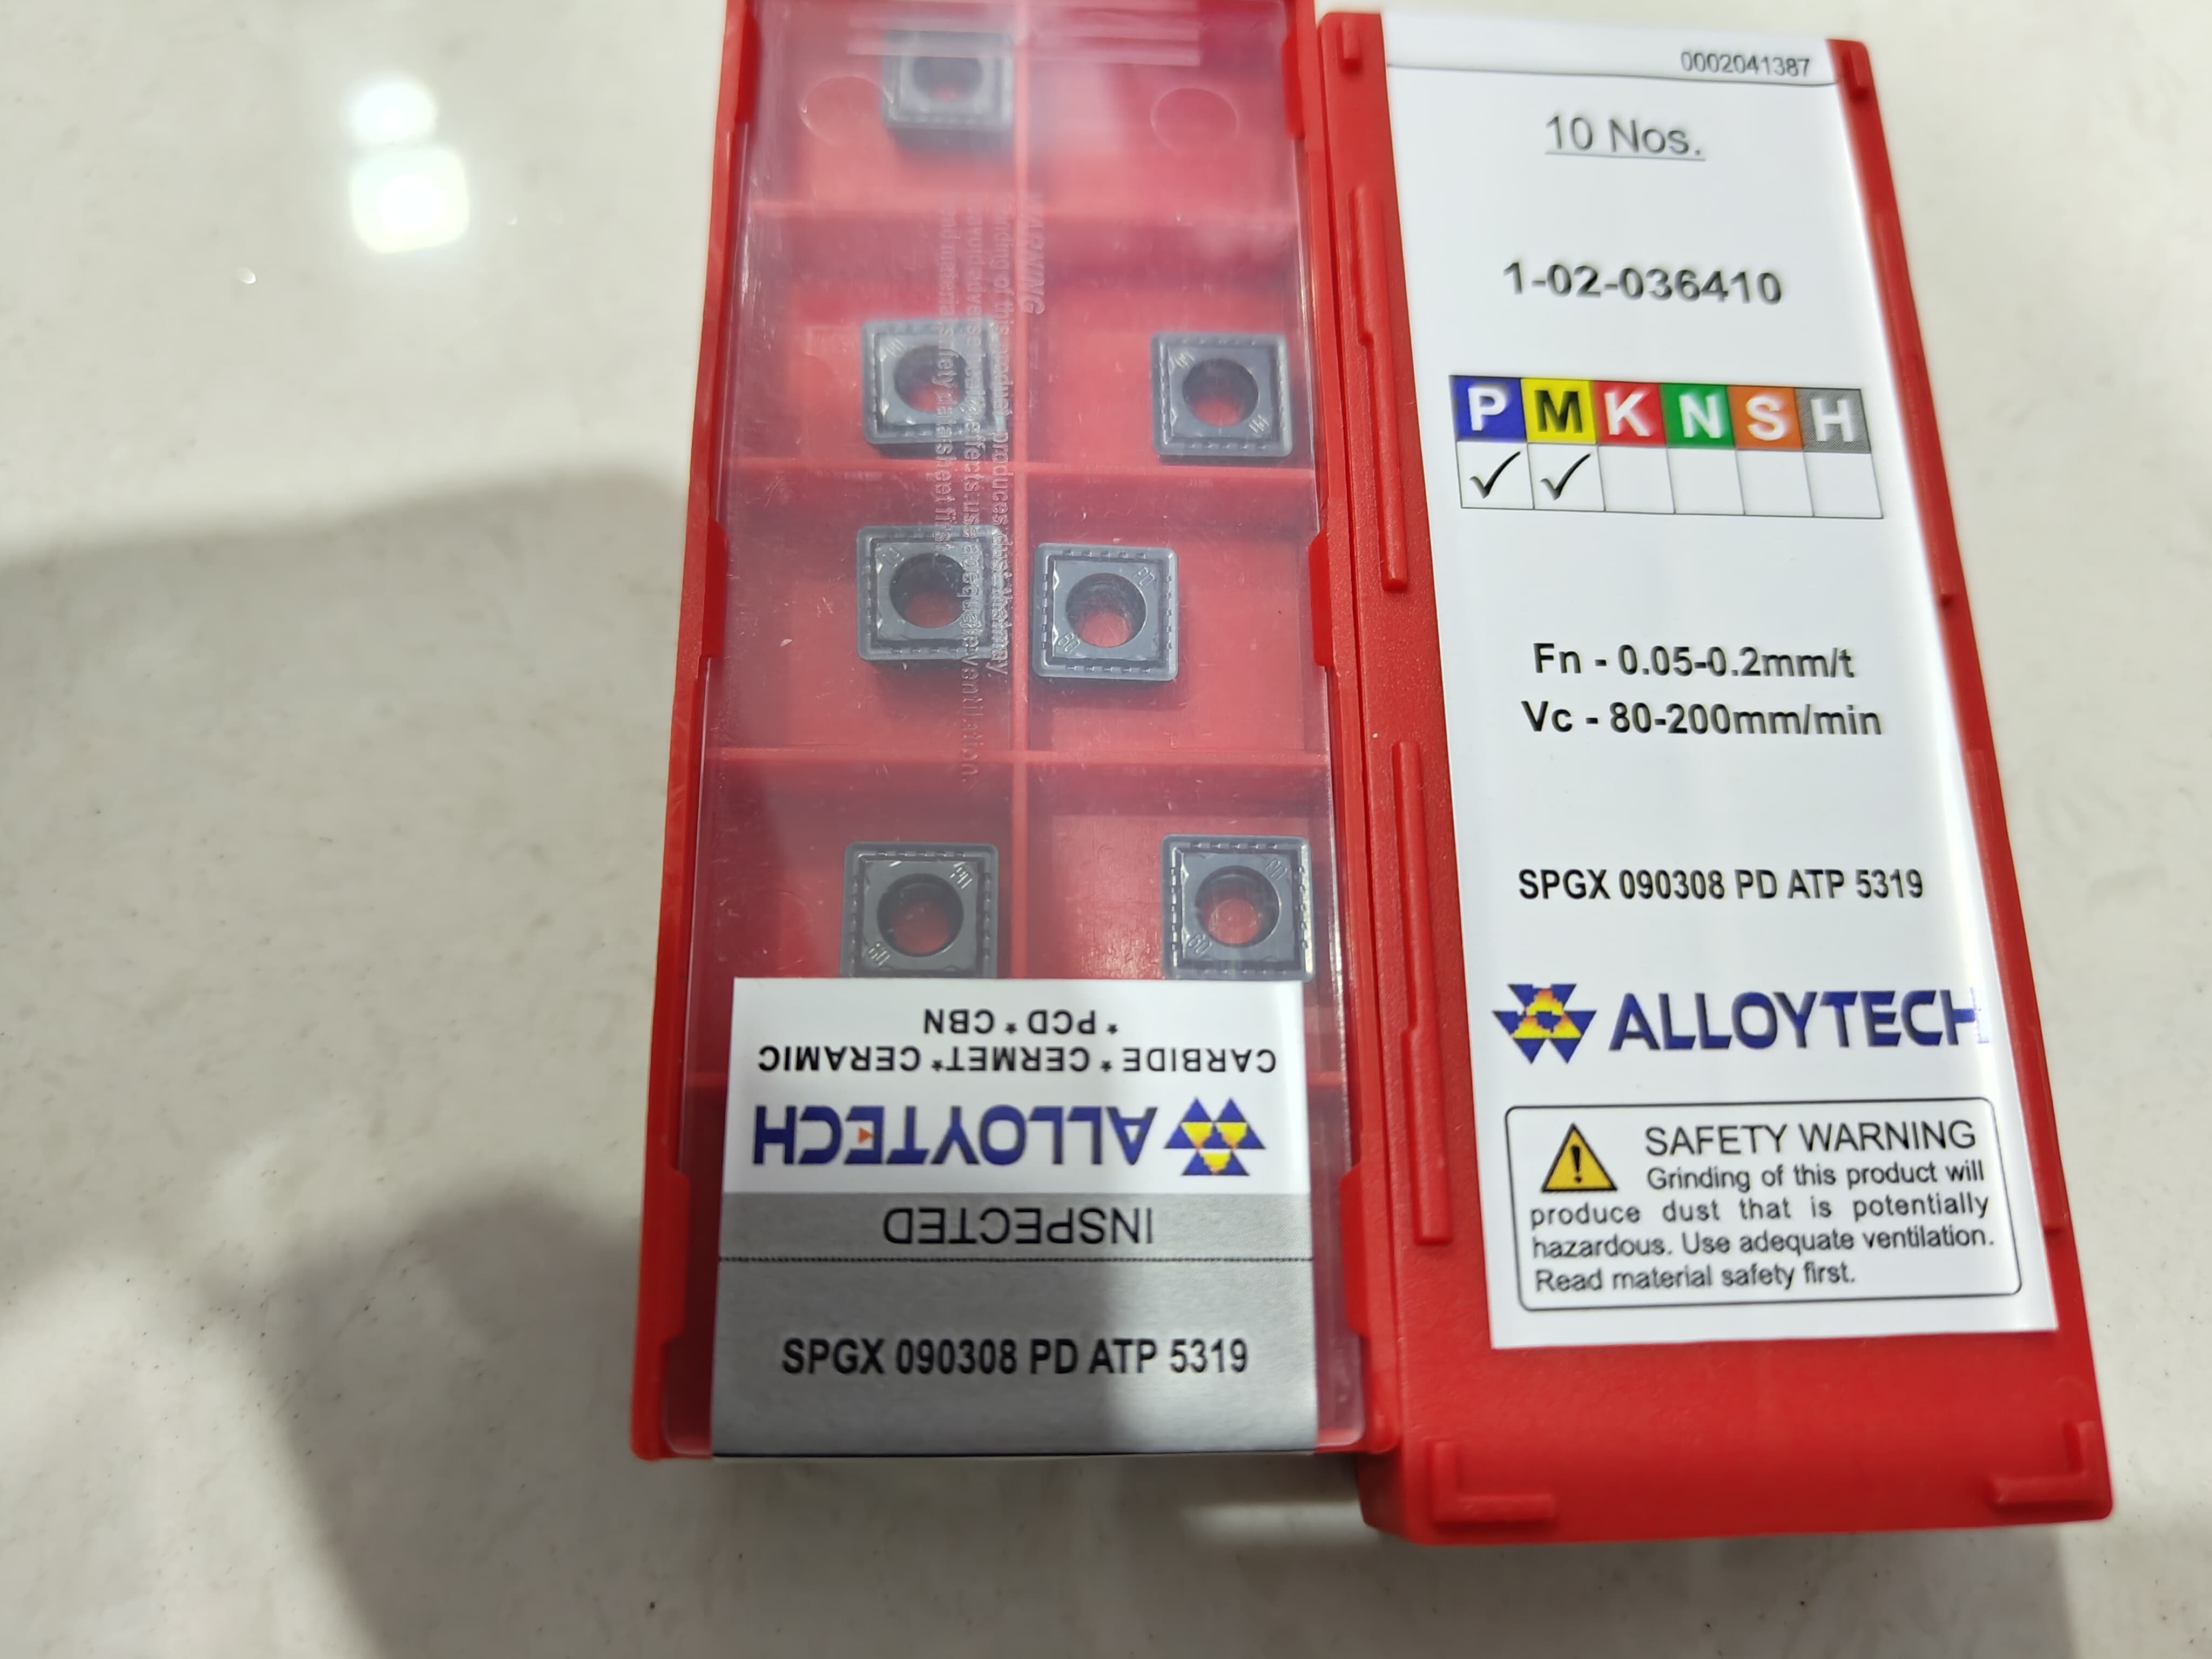 WARNING
CARBIDE * CERMET * CERAMIC
* PCD * CBN
ALLOYTECH
INSPECTED
SPGX 090308 PD ATP 5319
0002041387
10 Nos.
1-02-036410
P M K N S H
✓ ✓
Fn - 0.05-0.2mm/t
Vc - 80-200mm/min
SPGX 090308 PD ATP 5319
ALLOYTECH
SAFETY WARNING
Grinding of this product will
produce dust that is potentially
hazardous. Use adequate ventilation.
Read material safety first.